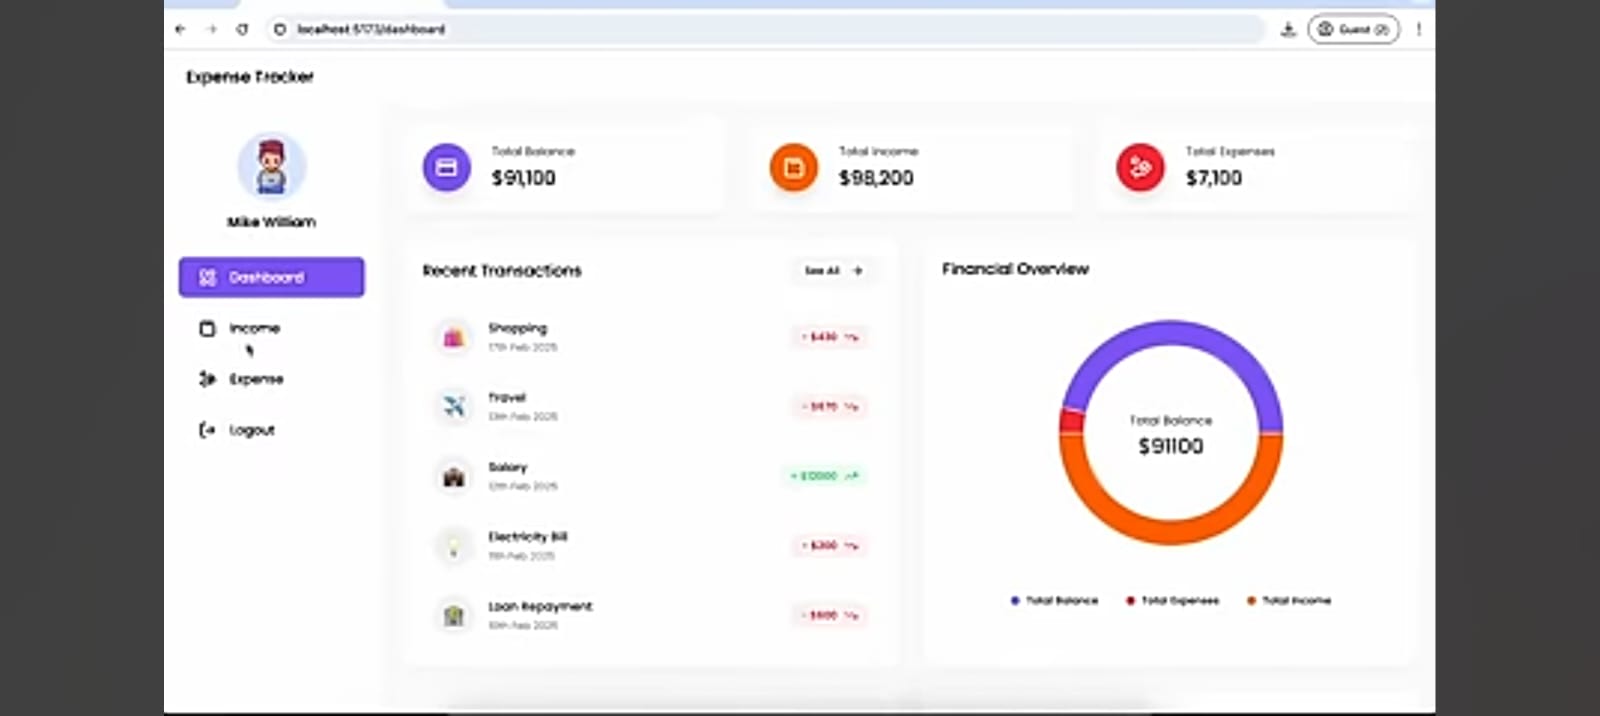 localhost:5173/dashboard
Guest (2)
Expense Tracker
Mike William
Dashboard
Income
Expense
Logout
Total Balance
$91,100
Total Income
$98,200
Total Expenses
$7,100
Recent Transactions
See All
Shopping
17th Feb 2025
- $430
Travel
13th Feb 2025
- $670
Salary
12th Feb 2025
+ $12000
Electricity Bill
11th Feb 2025
- $200
Loan Repayment
10th Feb 2025
- $600
Financial Overview
Total Balance
$91100
Total Balance
Total Expenses
Total Income